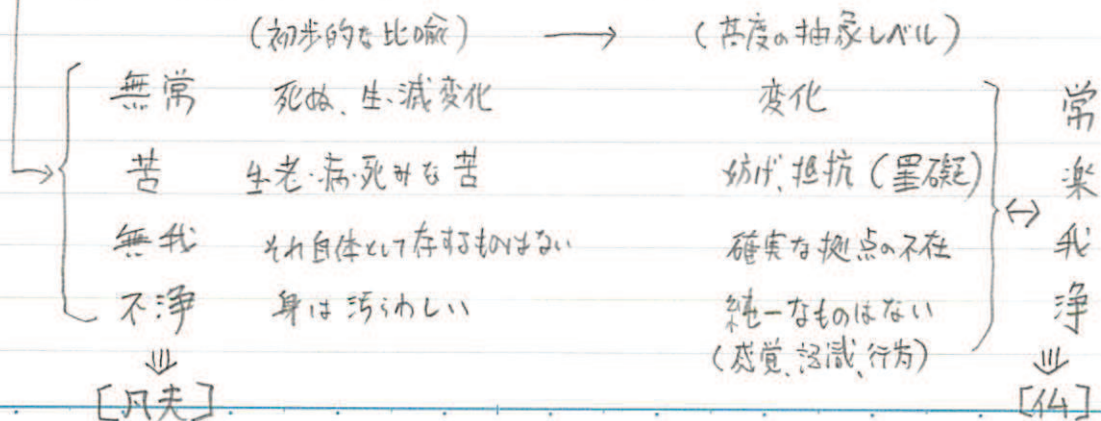 (初歩的な比喩) → (高度の抽象レベル)
無常 死ぬ、生・滅変化 変化 常
苦 生・老・病・死みな苦 妨げ、抵抗(罣礙) ↔ 楽
無我 それ自体として存するものはない 確実な拠点の不在 我
不浄 身は汚らわしい 純一なものはない 浄
(感覚、認識、行為)
[凡夫] [仏]